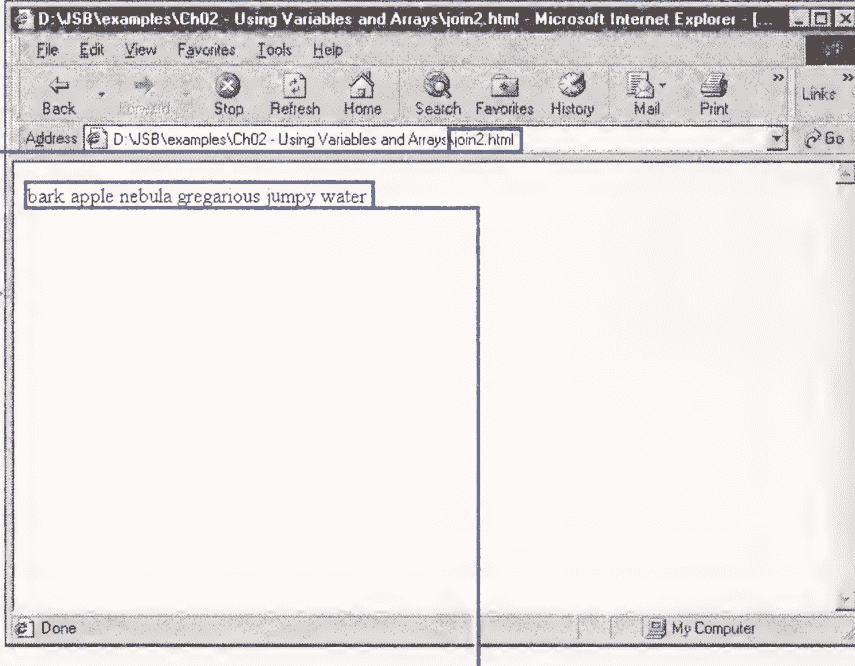 D:\JSB\examples\Ch02 - Using Variables and Arrays\join2.html - Microsoft Internet Explorer - [...
File Edit View Favorites Tools Help
Back Forward Stop Refresh Home Search Favorites History Mail Print » Links »
Address D:\JSB\examples\Ch02 - Using Variables and Arrays\join2.html Go
bark apple nebula gregarious jumpy water
Done My Computer